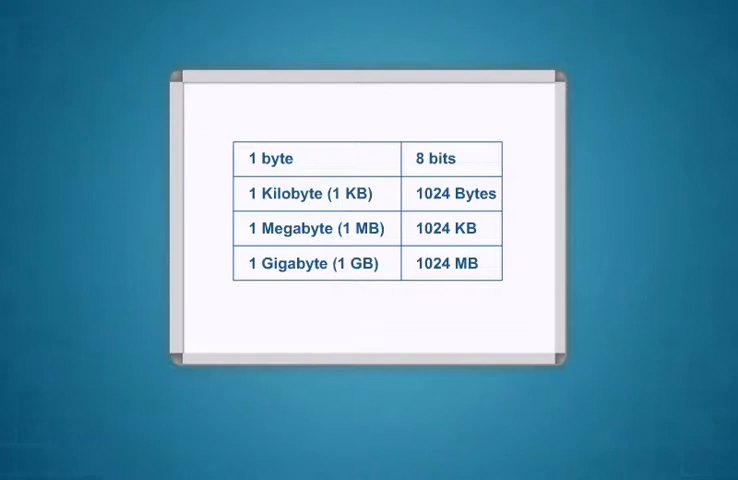 1 byte 8 bits
1 Kilobyte (1 KB) 1024 Bytes
1 Megabyte (1 MB) 1024 KB
1 Gigabyte (1 GB) 1024 MB